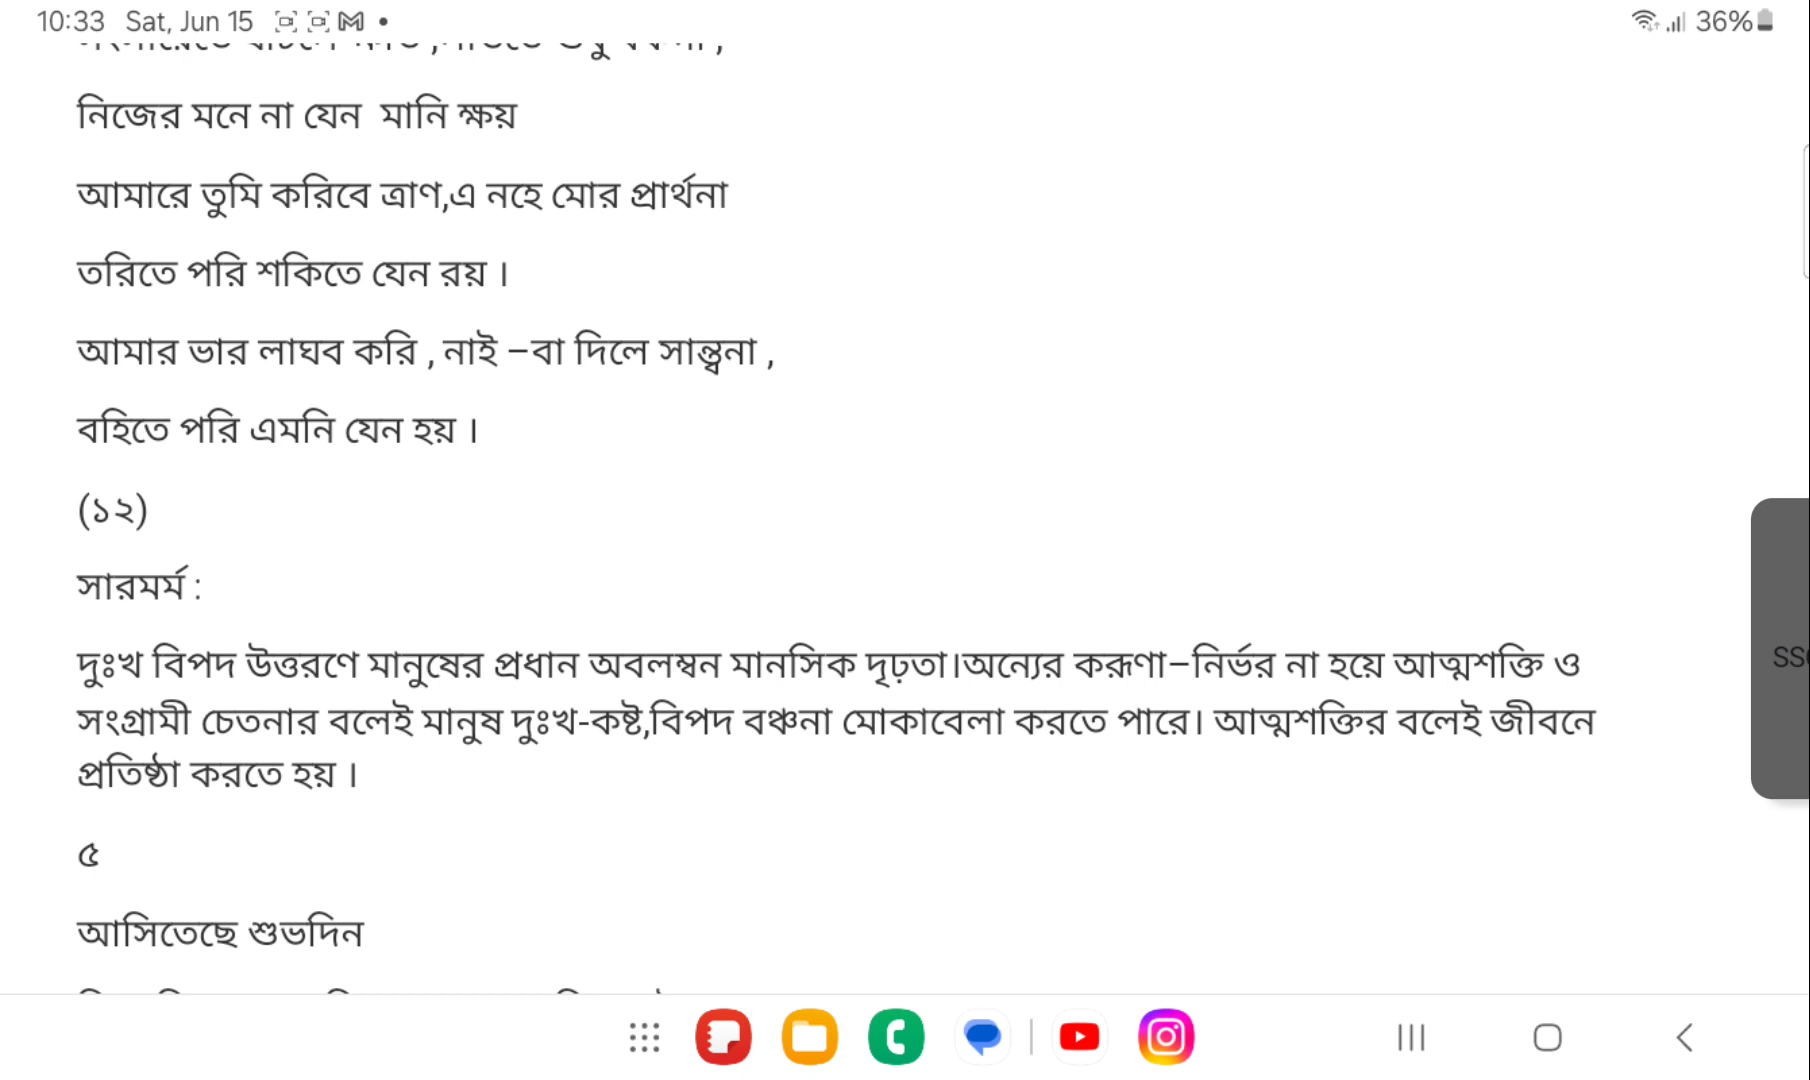 10:33 Sat, Jun 15
36%
নিজের মনে না যেন মানি ক্ষয়
আমারে তুমি করিবে ত্রাণ,এ নহে মোর প্রার্থনা
তরিতে পরি শকিতে যেন রয় ।
আমার ভার লাঘব করি , নাই –বা দিলে সান্ত্বনা ,
বহিতে পরি এমনি যেন হয় ।
(১২)
সারমর্ম :
দুঃখ বিপদ উত্তরণে মানুষের প্রধান অবলম্বন মানসিক দৃঢ়তা।অন্যের করূণা–নির্ভর না হয়ে আত্মশক্তি ও
সংগ্রামী চেতনার বলেই মানুষ দুঃখ-কষ্ট,বিপদ বঞ্চনা মোকাবেলা করতে পারে। আত্মশক্তির বলেই জীবনে
প্রতিষ্ঠা করতে হয় ।
৫
আসিতেছে শুভদিন